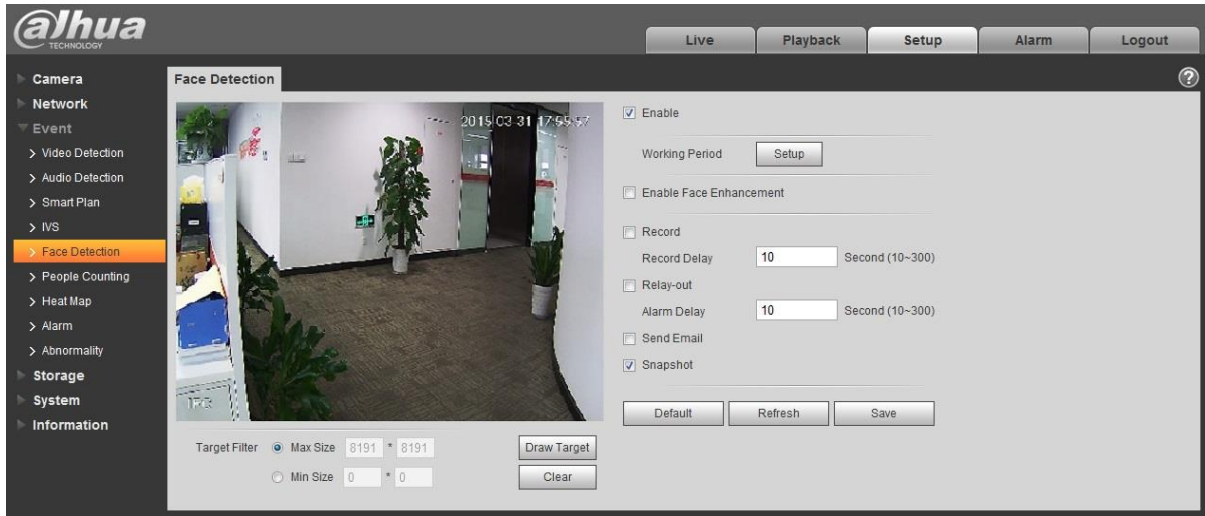 alhua
TECHNOLOGY
Live Playback Setup Alarm Logout
Camera
Network
Event
Video Detection
Audio Detection
Smart Plan
IVS
Face Detection
People Counting
Heat Map
Alarm
Abnormality
Storage
System
Information
Face Detection
?
2015-03-31 17:55:57
IPC
Target Filter Max Size 8191 * 8191 Draw Target
Min Size 0 * 0 Clear
Enable
Working Period Setup
Enable Face Enhancement
Record
Record Delay 10 Second (10~300)
Relay-out
Alarm Delay 10 Second (10~300)
Send Email
Snapshot
Default Refresh Save